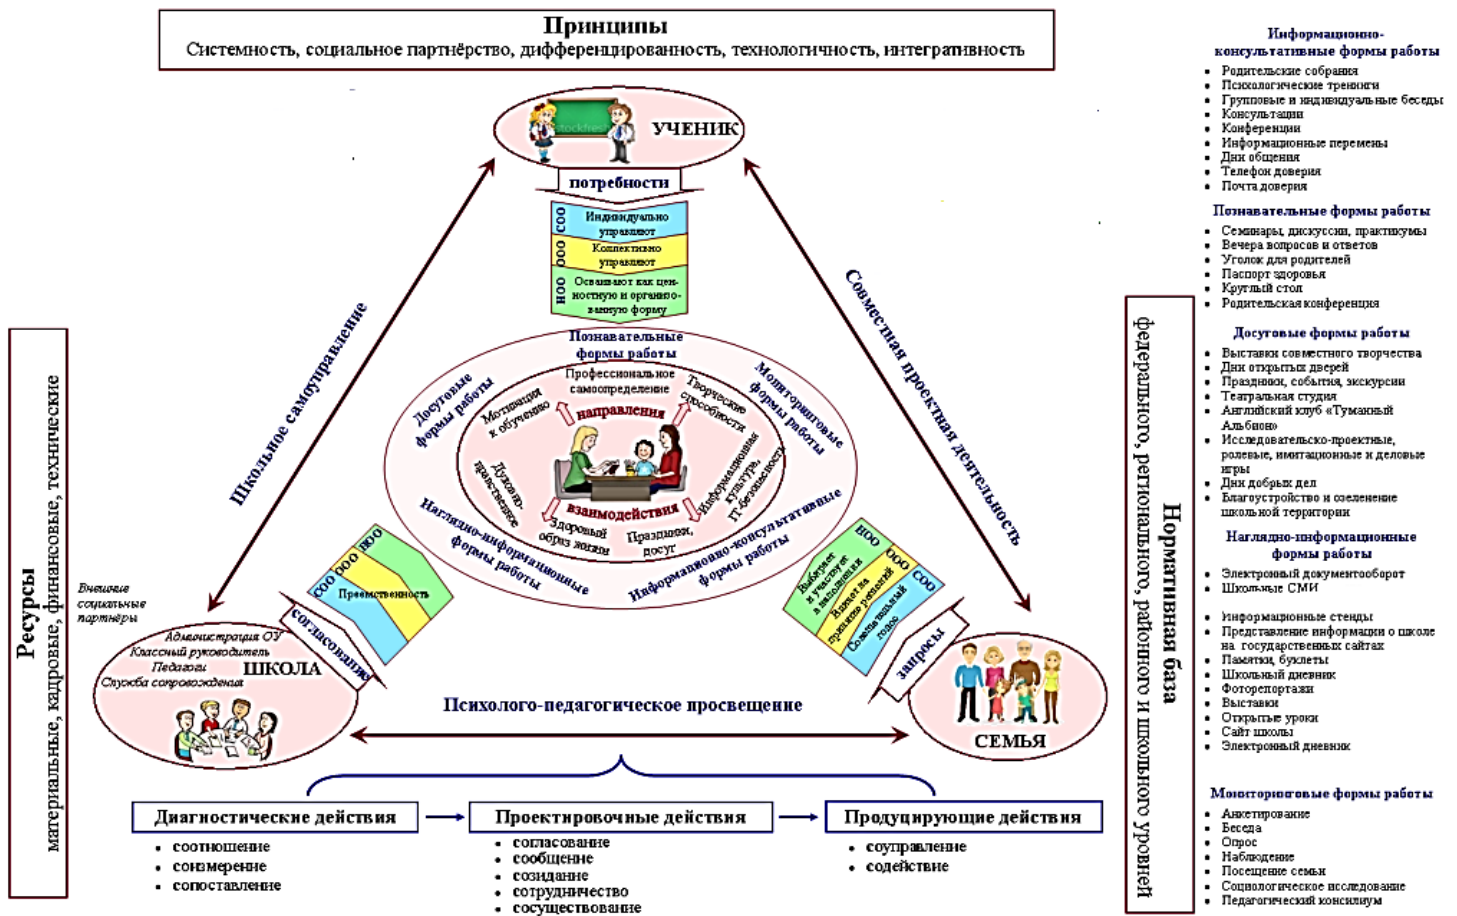 Принципы
Системность, социальное партнёрство, дифференцированность, технологичность, интегративность
УЧЕНИК
потребности
СОО
Индивидуально
управляют
ООО
Коллективно
управляют
НОО
Осваивают как цен-
ностную и организо-
ванную форму
Школьное самоуправление
Совместная проектная деятельность
Познавательные
формы работы
Досуговые
формы работы
Мониторинговые
формы работы
Наглядно-информационные
формы работы
Информационно-консультативные
формы работы
Профессиональное
самоопределение
Мотивация
к обучению
Творческие
способности
направления
взаимодействия
Духовно-
нравственное
Информационная
культура,
IT-безопасность
Здоровый
образ жизни
Праздники,
досуг
СОО
ООО
НОО
Преемственность
согласование
НОО
ООО
СОО
Выбирает
и участвует
в наполнении
Влияет на
принятие решений
Совещательный
голос
запросы
Внешние
социальные
партнёры
Администрация ОУ
Классный руководитель
Педагоги
Служба сопровождения
ШКОЛА
СЕМЬЯ
Психолого-педагогическое просвещение
Диагностические действия
соотношение
соизмерение
сопоставление
Проектировочные действия
согласование
сообщение
созидание
сотрудничество
сосуществование
Продуцирующие действия
соуправление
содействие
Ресурсы
материальные, кадровые, финансовые, технические
Нормативная база
федерального, регионального, районного и школьного уровней
Информационно-
консультативные формы работы
Родительские собрания
Психологические тренинги
Групповые и индивидуальные беседы
Консультации
Конференции
Информационные перемены
Дни общения
Телефон доверия
Почта доверия
Познавательные формы работы
Семинары, дискуссии, практикумы
Вечера вопросов и ответов
Уголок для родителей
Паспорт здоровья
Круглый стол
Родительская конференция
Досуговые формы работы
Выставки совместного творчества
Дни открытых дверей
Праздники, события, экскурсии
Театральная студия
Английский клуб «Туманный
Альбион»
Исследовательско-проектные,
ролевые, имитационные и деловые
игры
Дни добрых дел
Благоустройство и озеленение
школьной территории
Наглядно-информационные
формы работы
Электронный документооборот
Школьные СМИ
Информационные стенды
Представление информации о школе
на государственных сайтах
Памятки, буклеты
Школьный дневник
Фоторепортажи
Выставки
Открытые уроки
Сайт школы
Электронный дневник
Мониторинговые формы работы
Анкетирование
Беседа
Опрос
Наблюдение
Посещение семьи
Социологическое исследование
Педагогический консилиум